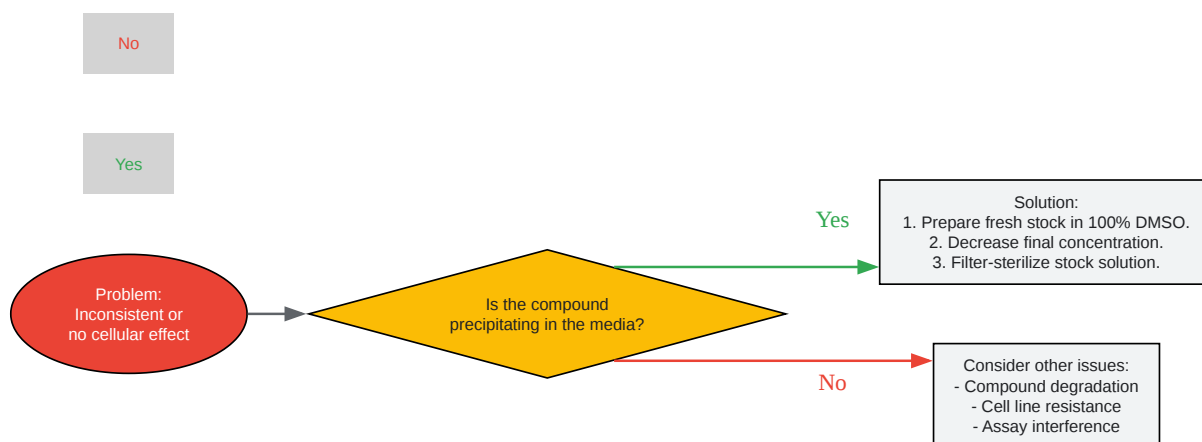 No
Yes
Problem:
Inconsistent or
no cellular effect
Is the compound
precipitating in the media?
Yes
Solution:
1. Prepare fresh stock in 100% DMSO.
2. Decrease final concentration.
3. Filter-sterilize stock solution.
No
Consider other issues:
- Compound degradation
- Cell line resistance
- Assay interference